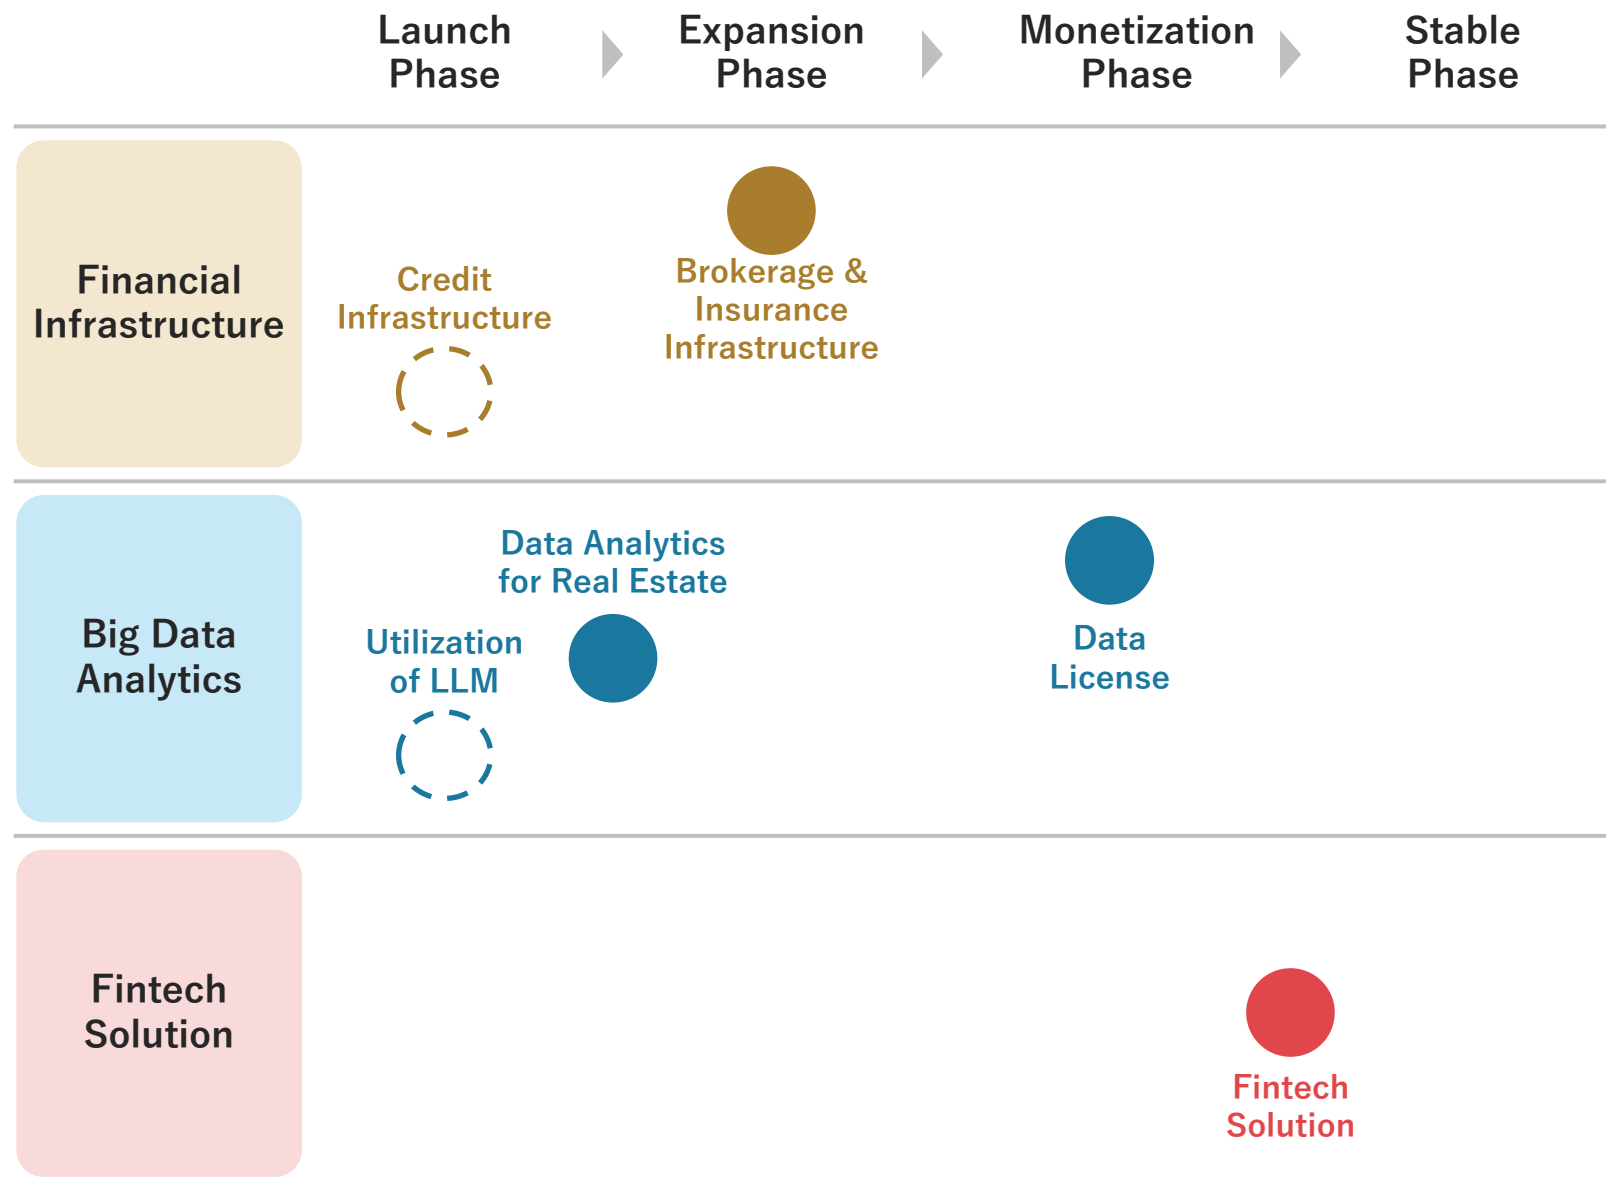 Launch
Phase
Expansion
Phase
Monetization
Phase
Stable
Phase
Financial
Infrastructure
Credit
Infrastructure
Brokerage &
Insurance
Infrastructure
Big Data
Analytics
Data Analytics
for Real Estate
Utilization
of LLM
Data
License
Fintech
Solution
Fintech
Solution